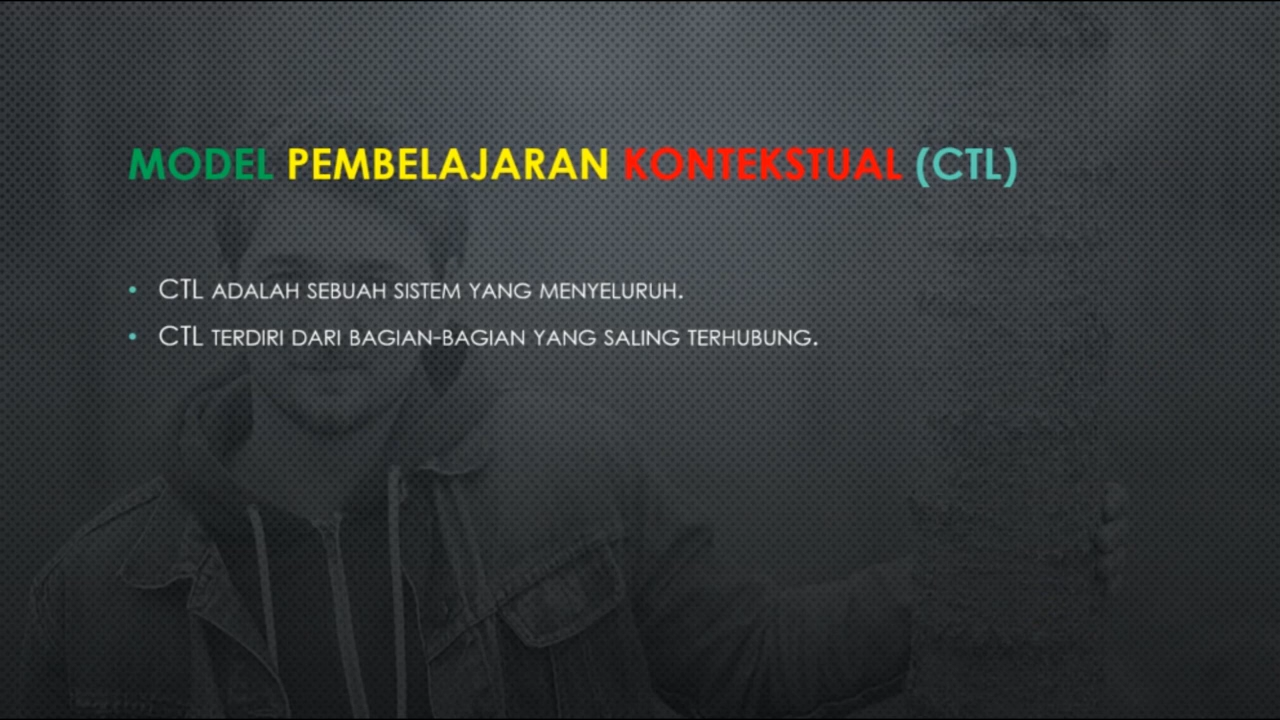 MODEL PEMBELAJARAN KONTEKSTUAL (CTL)
• CTL ADALAH SEBUAH SISTEM YANG MENYELURUH.
• CTL TERDIRI DARI BAGIAN-BAGIAN YANG SALING TERHUBUNG.